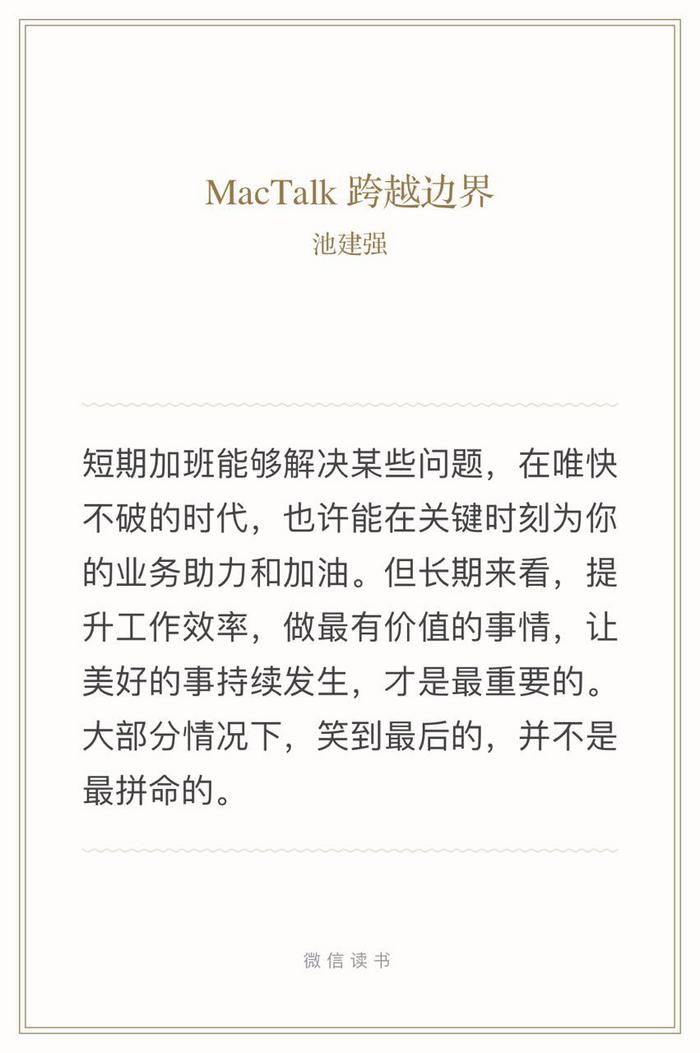 MacTalk 跨越边界
池建强
短期加班能够解决某些问题，在唯快
不破的时代，也许能在关键时刻为你
的业务助力和加油。但长期来看，提
升工作效率，做最有价值的事情，让
美好的事持续发生，才是最重要的。
大部分情况下，笑到最后的，并不是
最拼命的。
微信读书